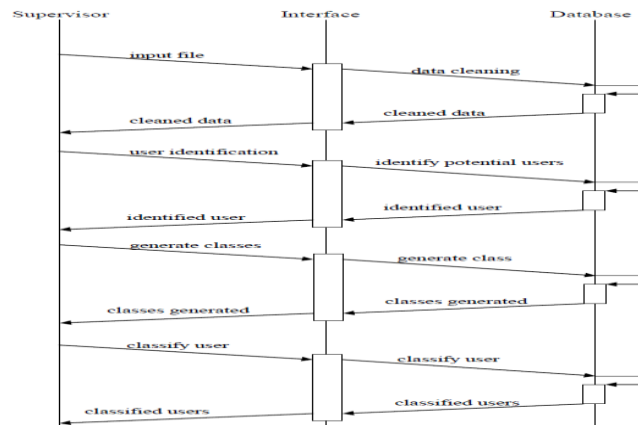 Supervisor Interface Database
input file
data cleaning
cleaned data
cleaned data
user identification
identify potential users
identified user
identified user
generate classes
generate class
classes generated
classes generated
classify user
classify user
classified users
classified users